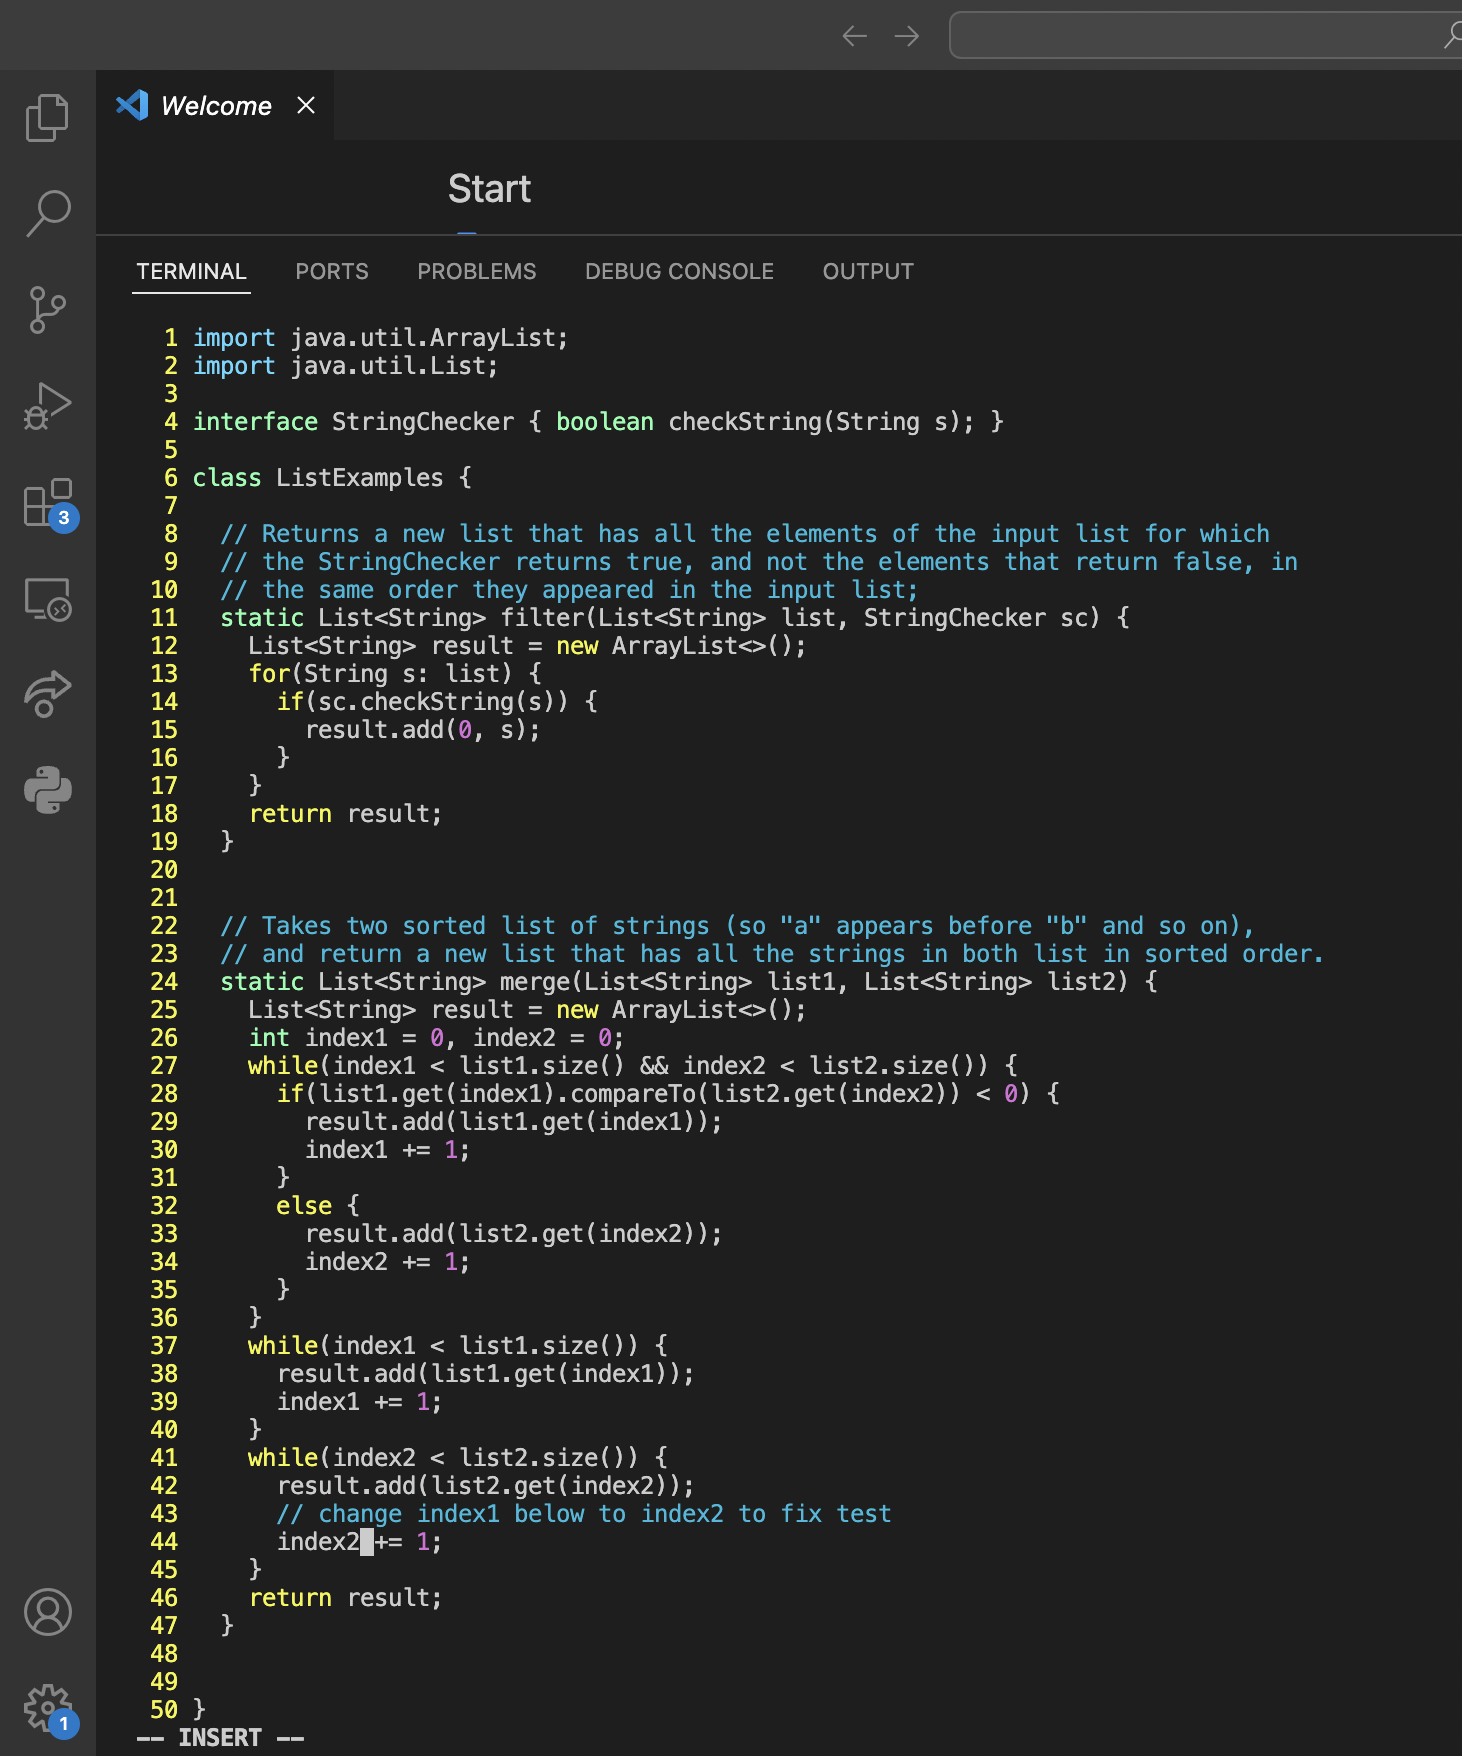 Welcome
Start
TERMINAL PORTS PROBLEMS DEBUG CONSOLE OUTPUT
1 import java.util.ArrayList;
2 import java.util.List;
3
4 interface StringChecker { boolean checkString(String s); }
5
6 class ListExamples {
7
8   // Returns a new list that has all the elements of the input list for which
9   // the StringChecker returns true, and not the elements that return false, in
10   // the same order they appeared in the input list;
11   static List<String> filter(List<String> list, StringChecker sc) {
12     List<String> result = new ArrayList<>();
13     for(String s: list) {
14       if(sc.checkString(s)) {
15         result.add(0, s);
16       }
17     }
18     return result;
19   }
20
21
22   // Takes two sorted list of strings (so "a" appears before "b" and so on),
23   // and return a new list that has all the strings in both list in sorted order.
24   static List<String> merge(List<String> list1, List<String> list2) {
25     List<String> result = new ArrayList<>();
26     int index1 = 0, index2 = 0;
27     while(index1 < list1.size() && index2 < list2.size()) {
28       if(list1.get(index1).compareTo(list2.get(index2)) < 0) {
29         result.add(list1.get(index1));
30         index1 += 1;
31       }
32       else {
33         result.add(list2.get(index2));
34         index2 += 1;
35       }
36     }
37     while(index1 < list1.size()) {
38       result.add(list1.get(index1));
39       index1 += 1;
40     }
41     while(index2 < list2.size()) {
42       result.add(list2.get(index2));
43       // change index1 below to index2 to fix test
44       index2 += 1;
45     }
46     return result;
47   }
48
49
50 }
-- INSERT --
3
1